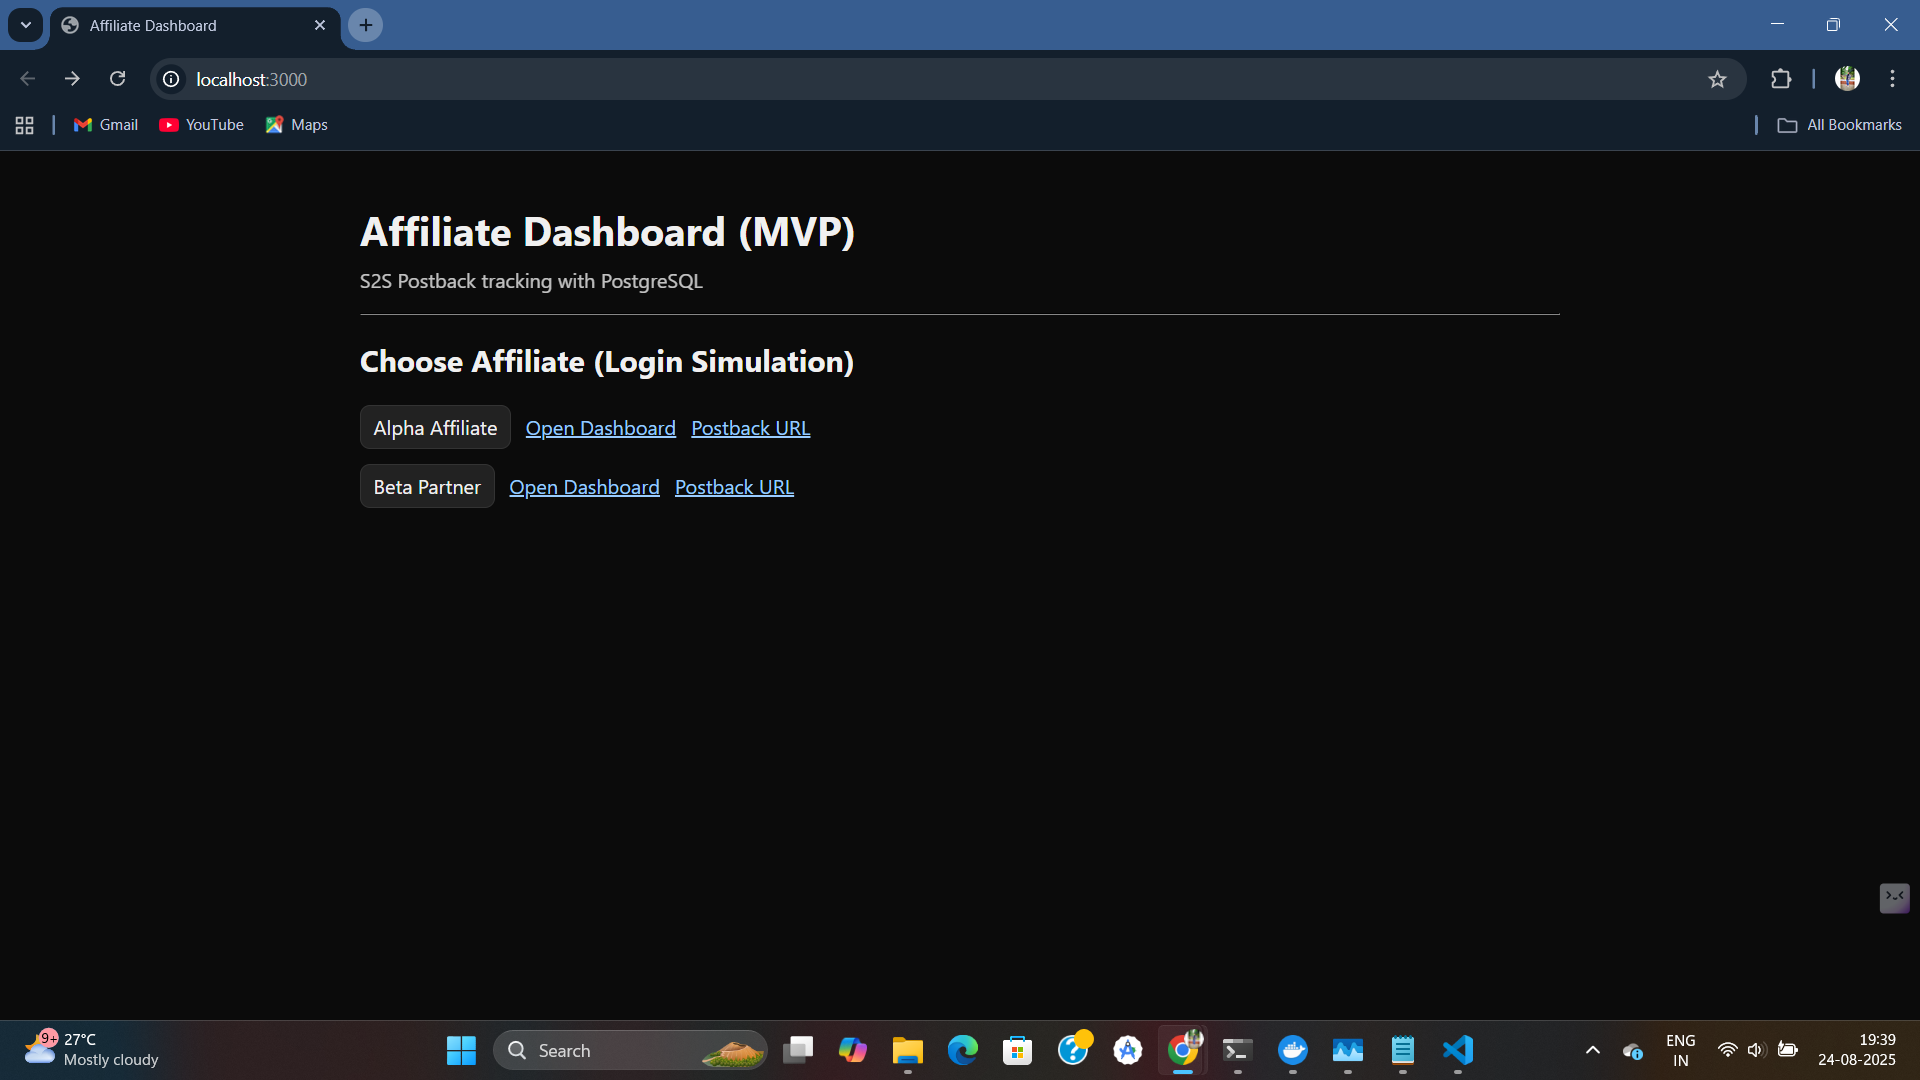 Affiliate Dashboard
localhost:3000
Gmail YouTube Maps All Bookmarks
Affiliate Dashboard (MVP)
S2S Postback tracking with PostgreSQL
Choose Affiliate (Login Simulation)
Alpha Affiliate Open Dashboard Postback URL
Beta Partner Open Dashboard Postback URL
9+ 27°C
Mostly cloudy
Search
ENG
IN
19:39
24-08-2025